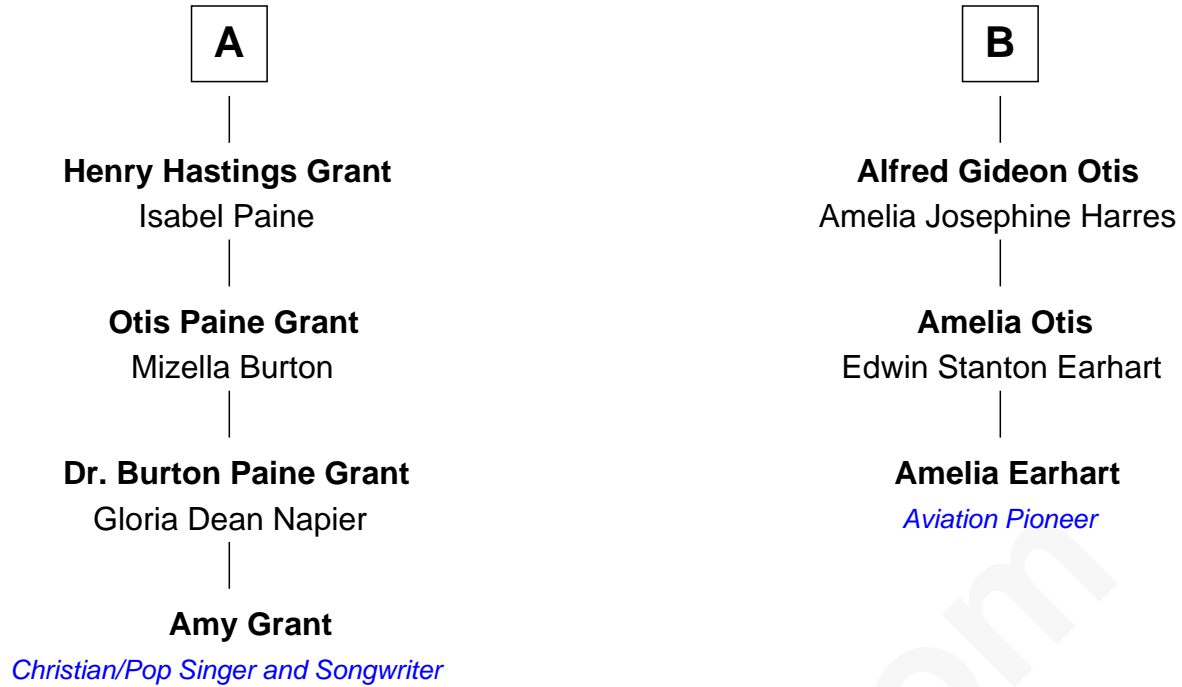 A
Henry Hastings Grant
Isabel Paine
Otis Paine Grant
Mizella Burton
Dr. Burton Paine Grant
Gloria Dean Napier
Amy Grant
Christian/Pop Singer and Songwriter
B
Alfred Gideon Otis
Amelia Josephine Harres
Amelia Otis
Edwin Stanton Earhart
Amelia Earhart
Aviation Pioneer
om